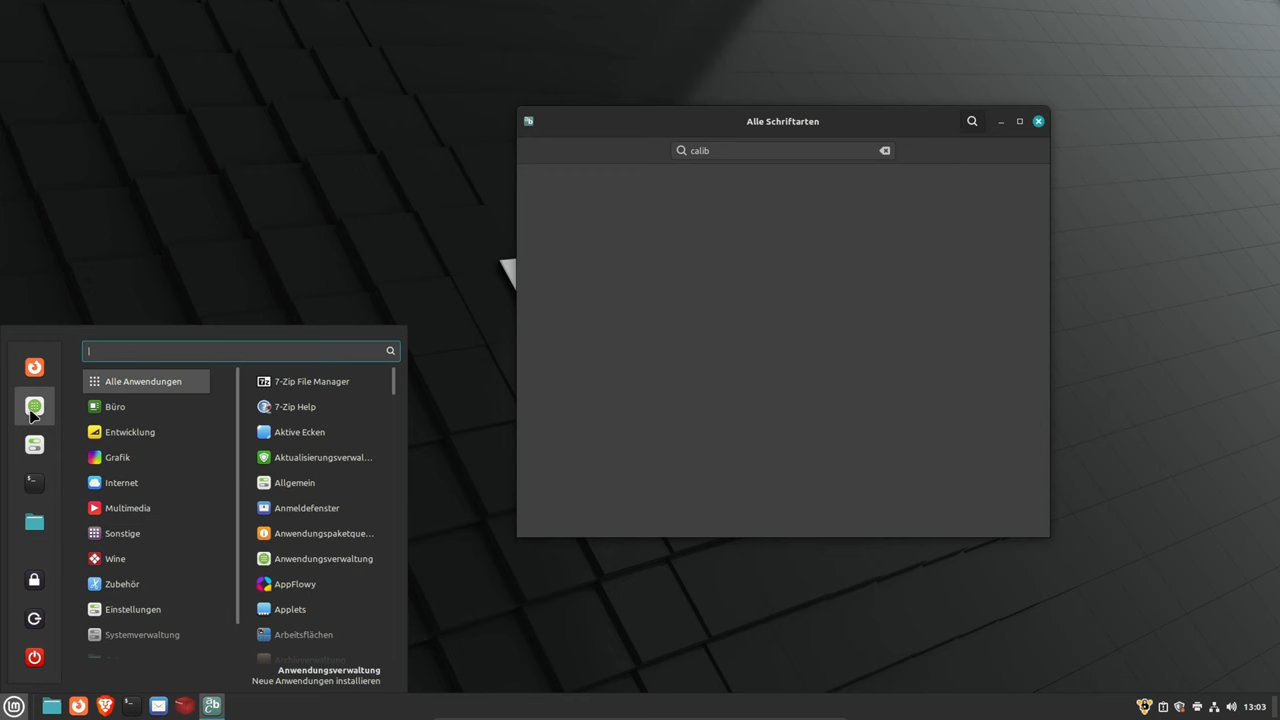 Alle Schriftarten
calib
Alle Anwendungen
Büro
Entwicklung
Grafik
Internet
Multimedia
Sonstige
Wine
Zubehör
Einstellungen
Systemverwaltung
7-Zip File Manager
7-Zip Help
Aktive Ecken
Aktualisierungsverwal...
Allgemein
Anmeldefenster
Anwendungspaketque...
Anwendungsverwaltung
AppFlowy
Applets
Arbeitsflächen
Archivverwaltung
Anwendungsverwaltung
Neue Anwendungen installieren
13:03